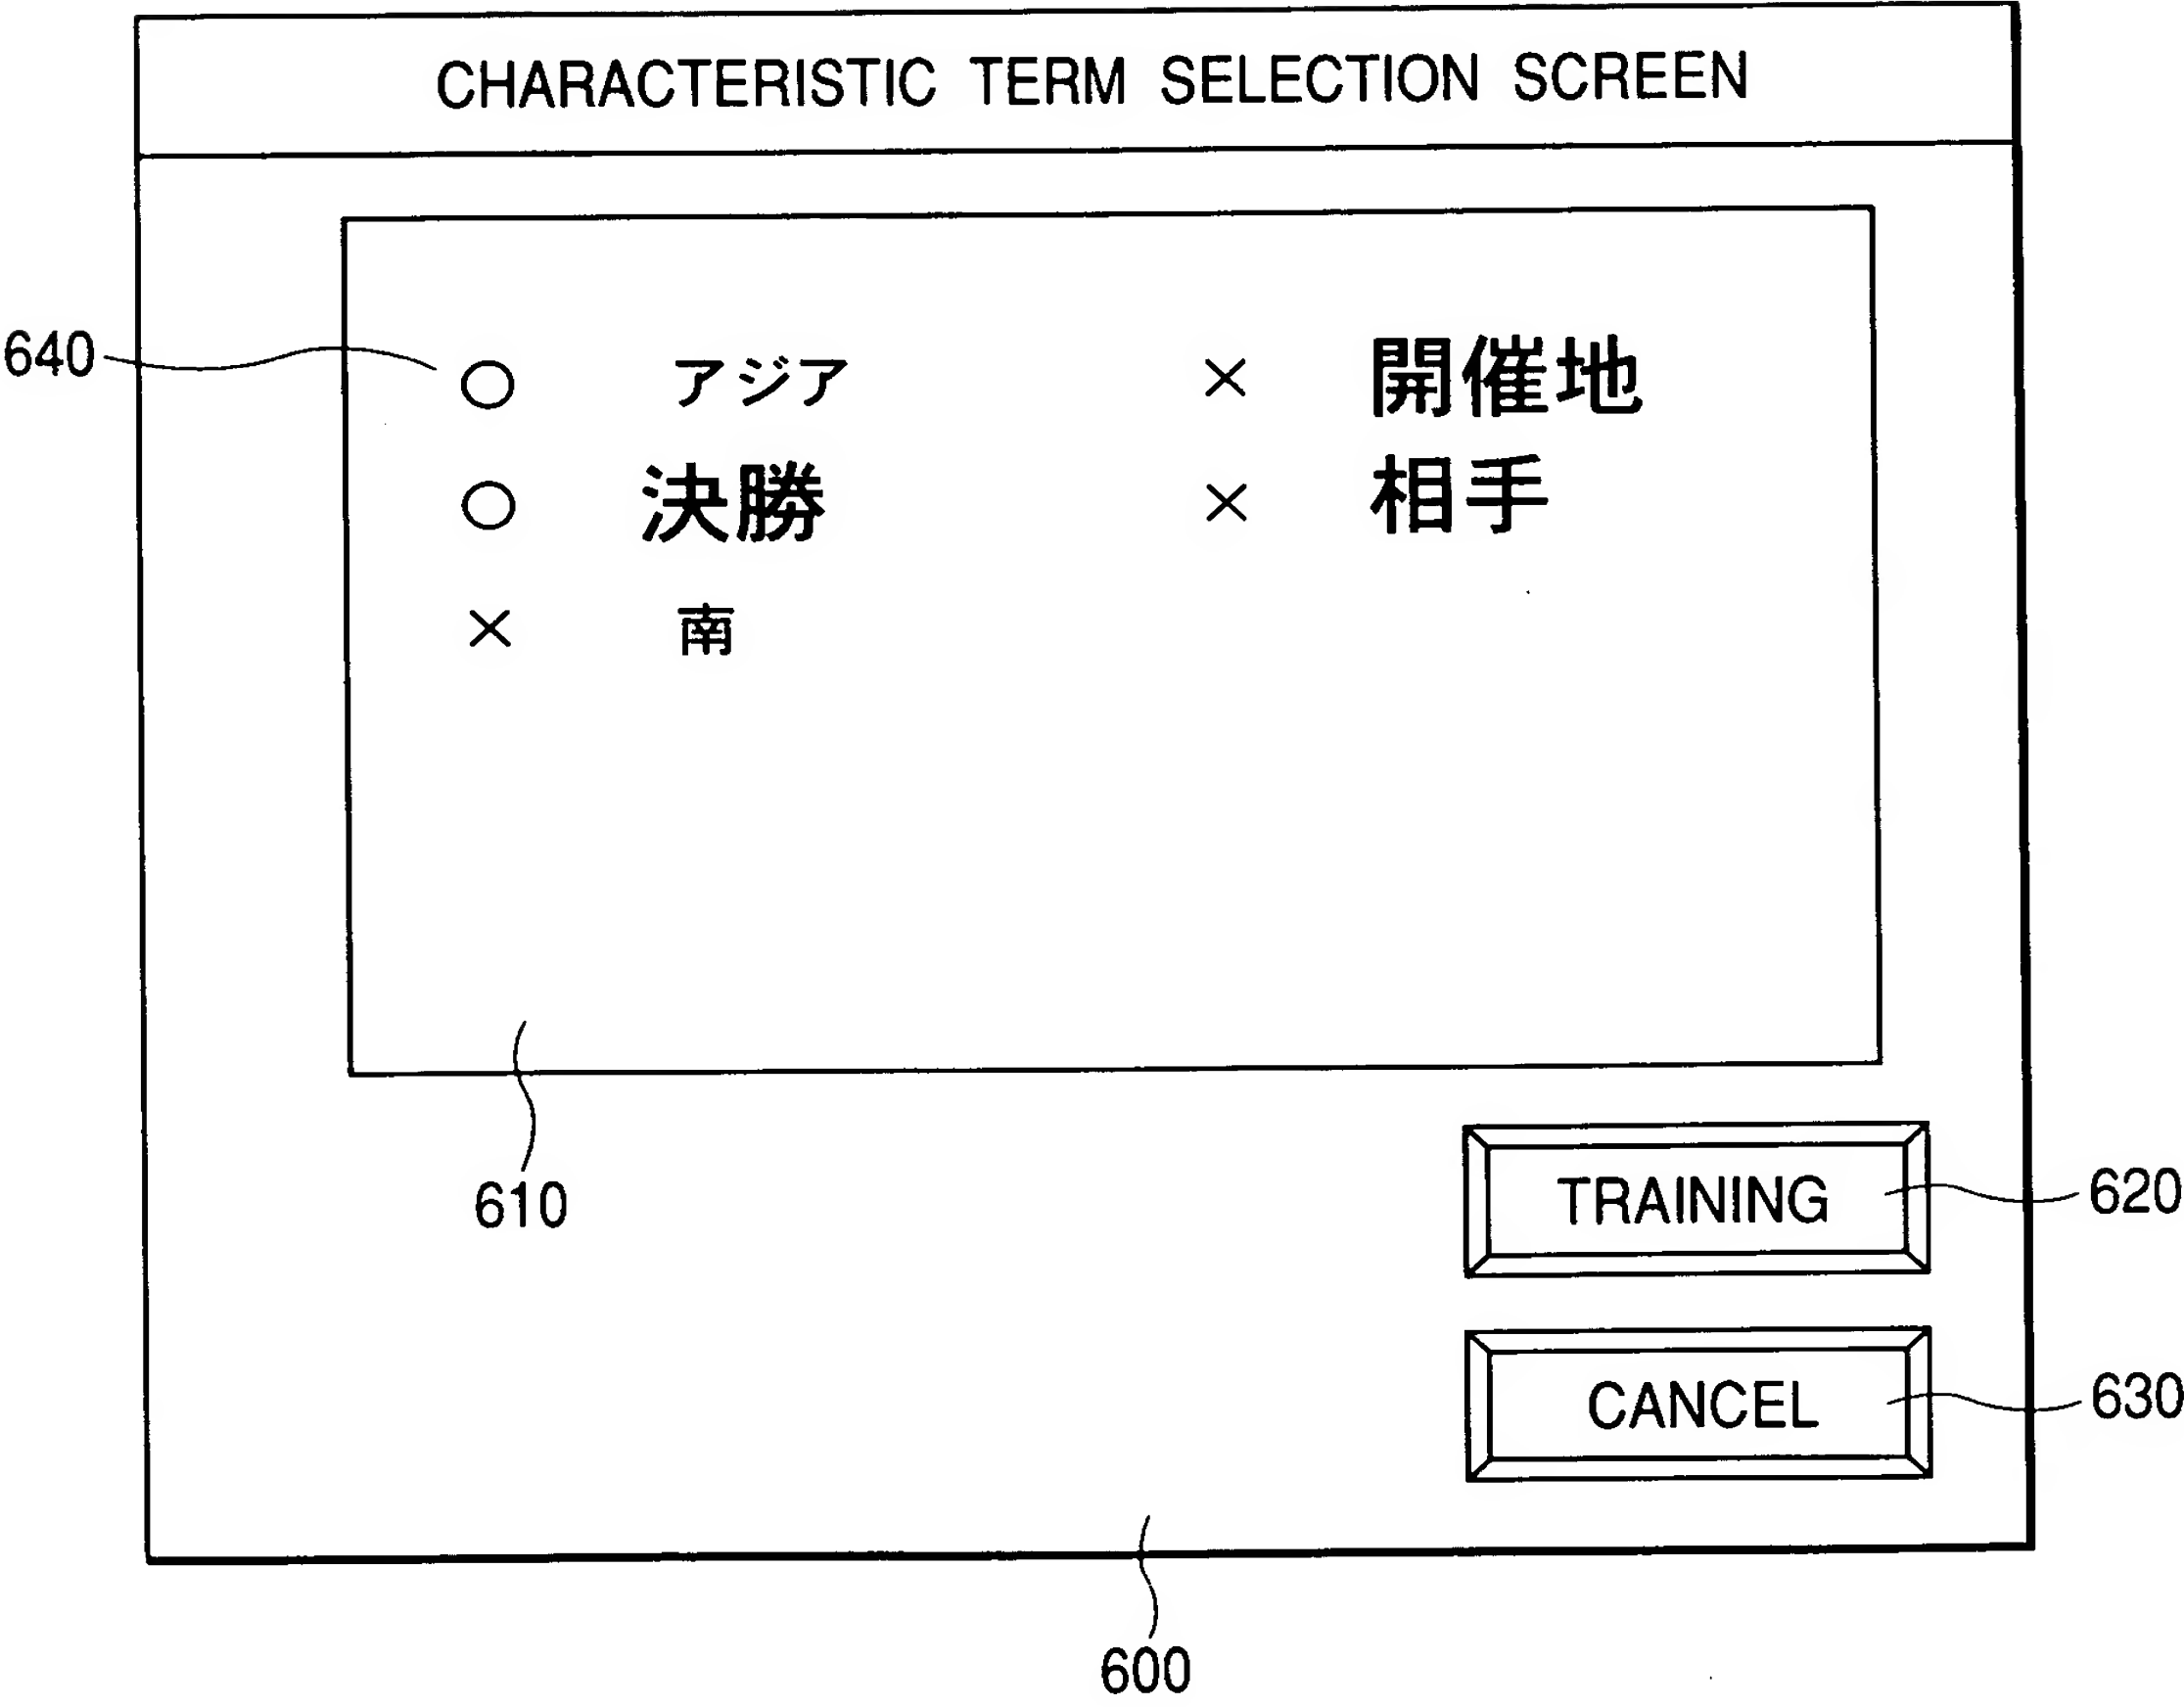 CHARACTERISTIC TERM SELECTION SCREEN
640 ○ アジア × 開催地
○ 決勝 × 相手
× 南
610
TRAINING 620
CANCEL 630
600